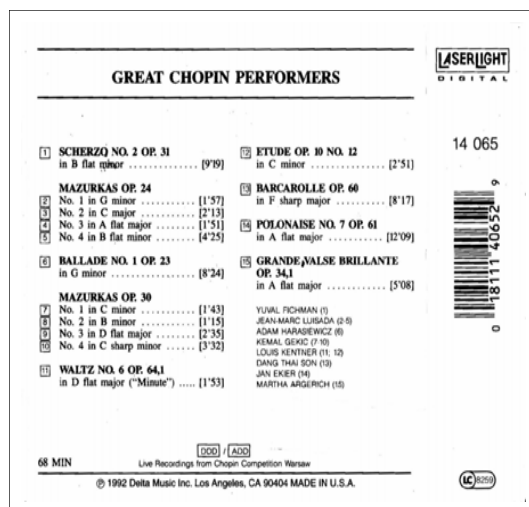 GREAT CHOPIN PERFORMERS
LASERLIGHT
DIGITAL
14 065
1 SCHERZO NO. 2 OP. 31
in B flat minor .............. [9'19]
MAZURKAS OP. 24
2 No. 1 in G minor ........... [1'57]
3 No. 2 in C major ........... [2'13]
4 No. 3 in A flat major ....... [1'51]
5 No. 4 in B flat minor ....... [4'25]
6 BALLADE NO. 1 OP. 23
in G minor .................. [8'24]
MAZURKAS OP. 30
7 No. 1 in C minor ........... [1'43]
8 No. 2 in B minor ........... [1'15]
9 No. 3 in D flat major ....... [2'35]
10 No. 4 in C sharp minor ...... [3'32]
11 WALTZ NO. 6 OP. 64,1
in D flat major ("Minute") ..... [1'53]
12 ETUDE OP. 10 NO. 12
in C minor .................. [2'51]
13 BARCAROLLE OP. 60
in F sharp major ............. [8'17]
14 POLONAISE NO. 7 OP. 61
in A flat major .............. [12'09]
15 GRANDE VALSE BRILLANTE
OP. 34,1
in A flat major ............... [5'08]
YUVAL FICHMAN (1)
JEAN-MARC LUISADA (2-5)
ADAM HARASIEWICZ (6)
KEMAL GEKIC (7-10)
LOUIS KENTNER (11; 12)
DANG THAI SON (13)
JAN EKIER (14)
MARTHA ARGERICH (15)
0 18111 40652 9
68 MIN
DDD / ADD
Live Recordings from Chopin Competition Warsaw
℗ 1992 Delta Music Inc. Los Angeles, CA 90404 MADE IN U.S.A.
LC 8259